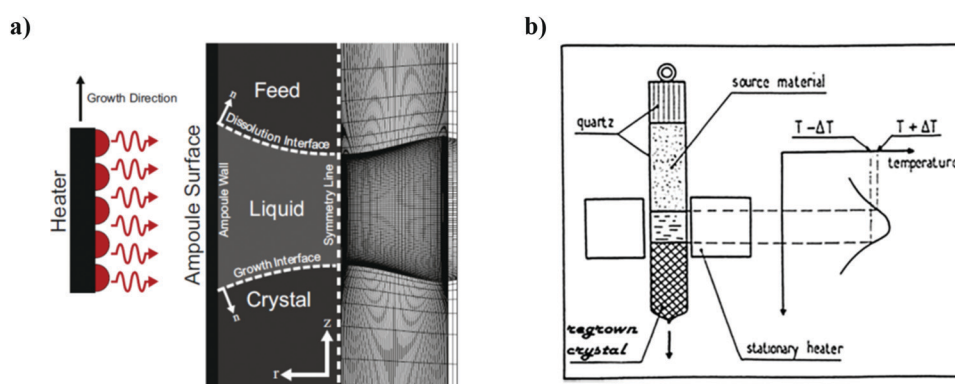 a)
Growth Direction
Heater
Ampoule Surface
Ampoule Wall
Feed
n
Dissolution Interface
Liquid
Symmetry Line
Growth Interface
n
Crystal
z
r
b)
source material
quartz
T-ΔT
T+ΔT
temperature
regrown
crystal
stationary heater